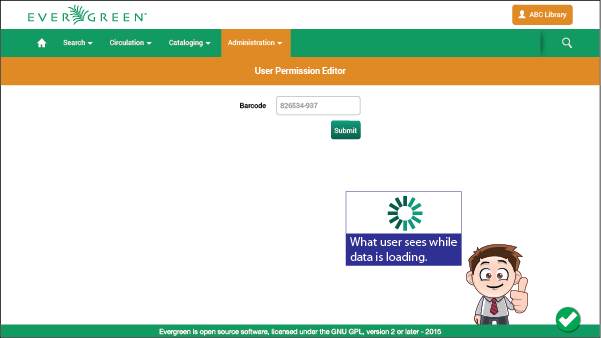 EVERGREEN
ABC Library
Search Circulation Cataloging Administration
User Permission Editor
Barcode 826534-937
Submit
What user sees while
data is loading.
Evergreen is open source software, licensed under the GNU GPL, version 2 or later - 2015